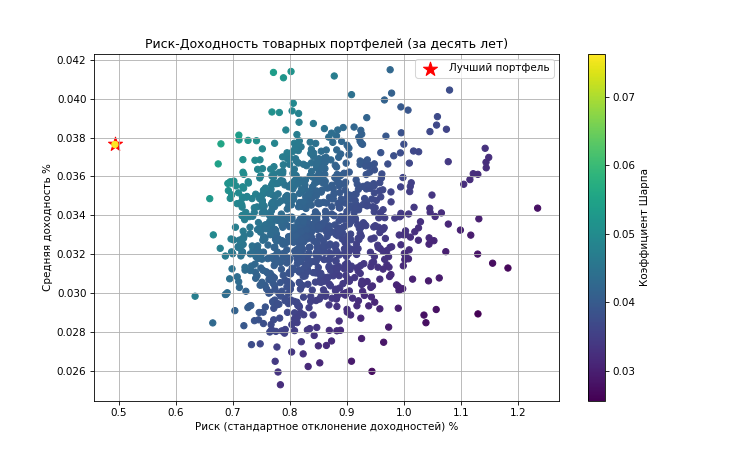 Риск-Доходность товарных портфелей (за десять лет)
Лучший портфель
Средняя доходность %
0.042
0.040
0.038
0.036
0.034
0.032
0.030
0.028
0.026
0.5 0.6 0.7 0.8 0.9 1.0 1.1 1.2
Риск (стандартное отклонение доходностей) %
0.07
0.06
0.05
0.04
0.03
Коэффициент Шарпа